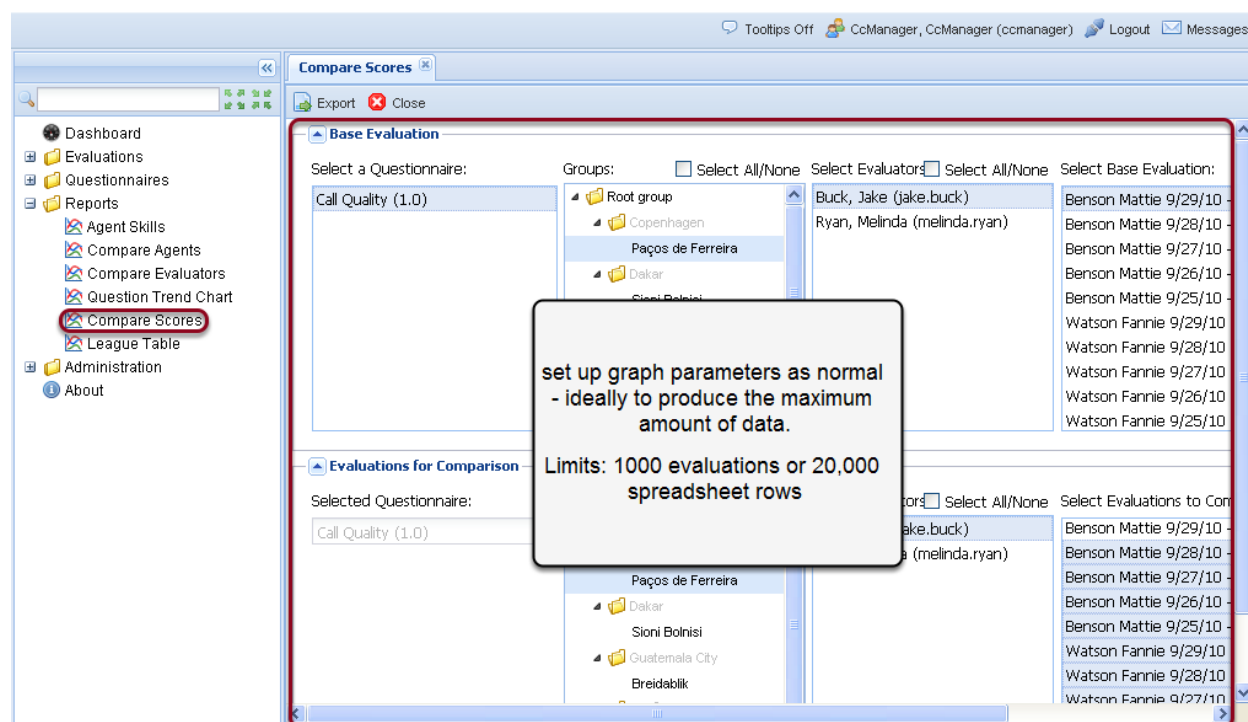 Tooltips Off CcManager, CcManager (ccmanager) Logout Messages
Compare Scores
Export Close
Dashboard
Evaluations
Questionnaires
Reports
Agent Skills
Compare Agents
Compare Evaluators
Question Trend Chart
Compare Scores
League Table
Administration
About
Base Evaluation
Select a Questionnaire:
Call Quality (1.0)
Groups: Select All/None
Root group
Copenhagen
Paços de Ferreira
Dakar
Sioni Bolnisi
Select Evaluators Select All/None
Buck, Jake (jake.buck)
Ryan, Melinda (melinda.ryan)
Select Base Evaluation:
Benson Mattie 9/29/10 -
Benson Mattie 9/28/10 -
Benson Mattie 9/27/10 -
Benson Mattie 9/26/10 -
Benson Mattie 9/25/10 -
Watson Fannie 9/29/10
Watson Fannie 9/28/10
Watson Fannie 9/27/10
Watson Fannie 9/26/10
Watson Fannie 9/25/10
set up graph parameters as normal
- ideally to produce the maximum
amount of data.
Limits: 1000 evaluations or 20,000
spreadsheet rows
Evaluations for Comparison
Selected Questionnaire:
Call Quality (1.0)
Paços de Ferreira
Dakar
Sioni Bolnisi
Guatemala City
Breidablik
tors Select All/None
ake.buck)
(melinda.ryan)
Select Evaluations to Com
Benson Mattie 9/29/10 -
Benson Mattie 9/28/10 -
Benson Mattie 9/27/10 -
Benson Mattie 9/26/10 -
Benson Mattie 9/25/10 -
Watson Fannie 9/29/10
Watson Fannie 9/28/10
Watson Fannie 9/27/10